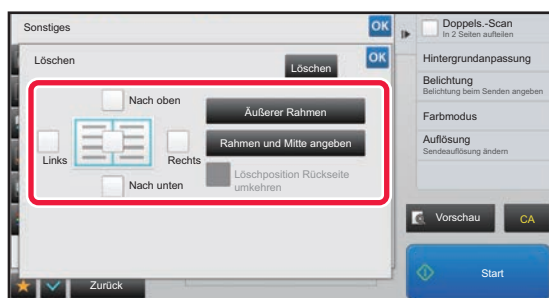 Sonstiges
OK
Löschen
Löschen
OK
Nach oben
Links
Rechts
Nach unten
Äußerer Rahmen
Rahmen und Mitte angeben
Löschposition Rückseite
umkehren
Zurück
Doppels.-Scan
In 2 Seiten aufteilen
Hintergrundanpassung
Belichtung
Belichtung beim Senden angeben
Farbmodus
Auflösung
Sendeauflösung ändern
Vorschau
CA
Start